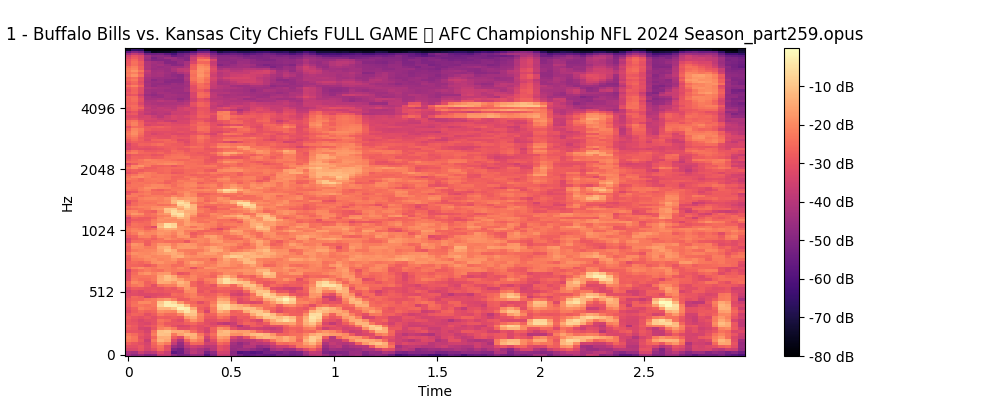 1 - Buffalo Bills vs. Kansas City Chiefs FULL GAME  AFC Championship NFL 2024 Season_part259.opus
Hz
4096
2048
1024
512
0
0 0.5 1 1.5 2 2.5
Time
-10 dB
-20 dB
-30 dB
-40 dB
-50 dB
-60 dB
-70 dB
-80 dB